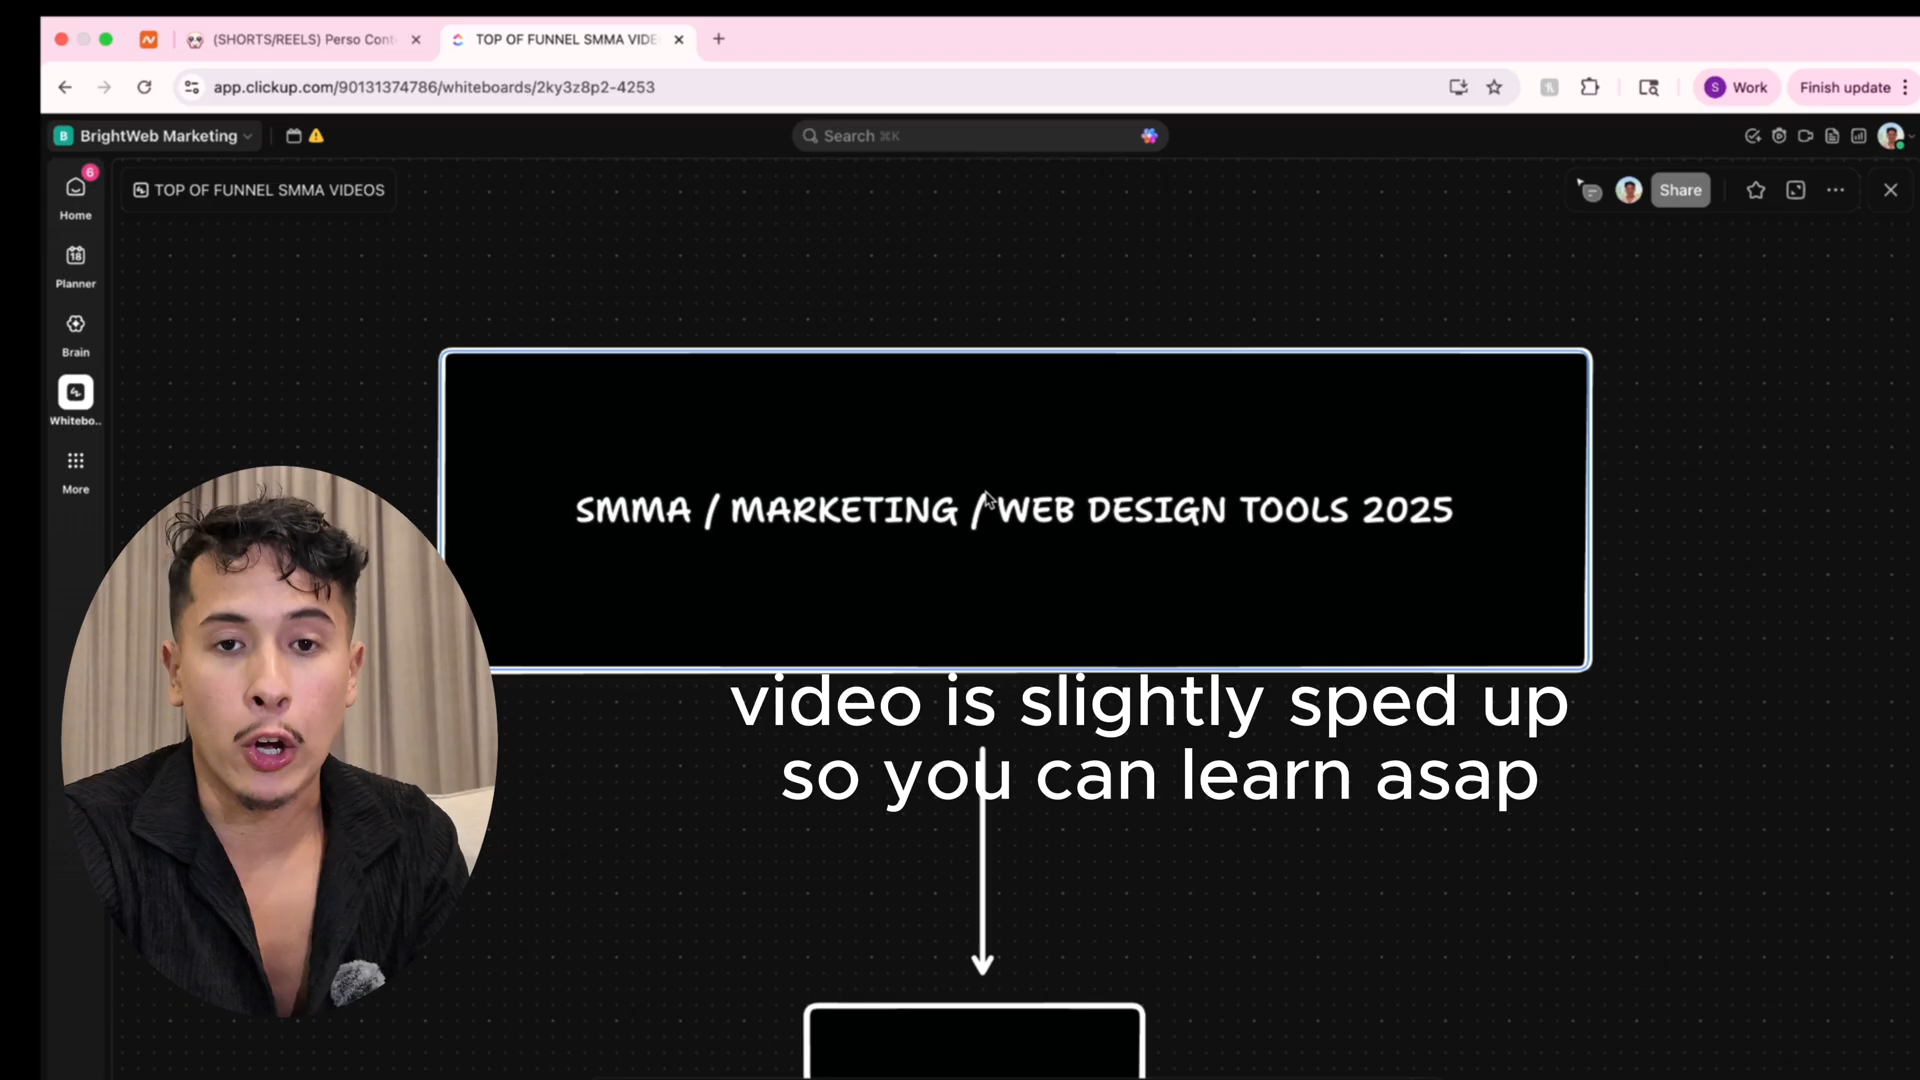 (SHORTS/REELS) Perso Cont
TOP OF FUNNEL SMMA VIDE
app.clickup.com/90131374786/whiteboards/2ky3z8p2-4253
S Work
Finish update
B BrightWeb Marketing
Search ⌘K
6
Home
TOP OF FUNNEL SMMA VIDEOS
Share
18
Planner
Brain
Whitebo..
More
SMMA / MARKETING / WEB DESIGN TOOLS 2025
video is slightly sped up
so you can learn asap